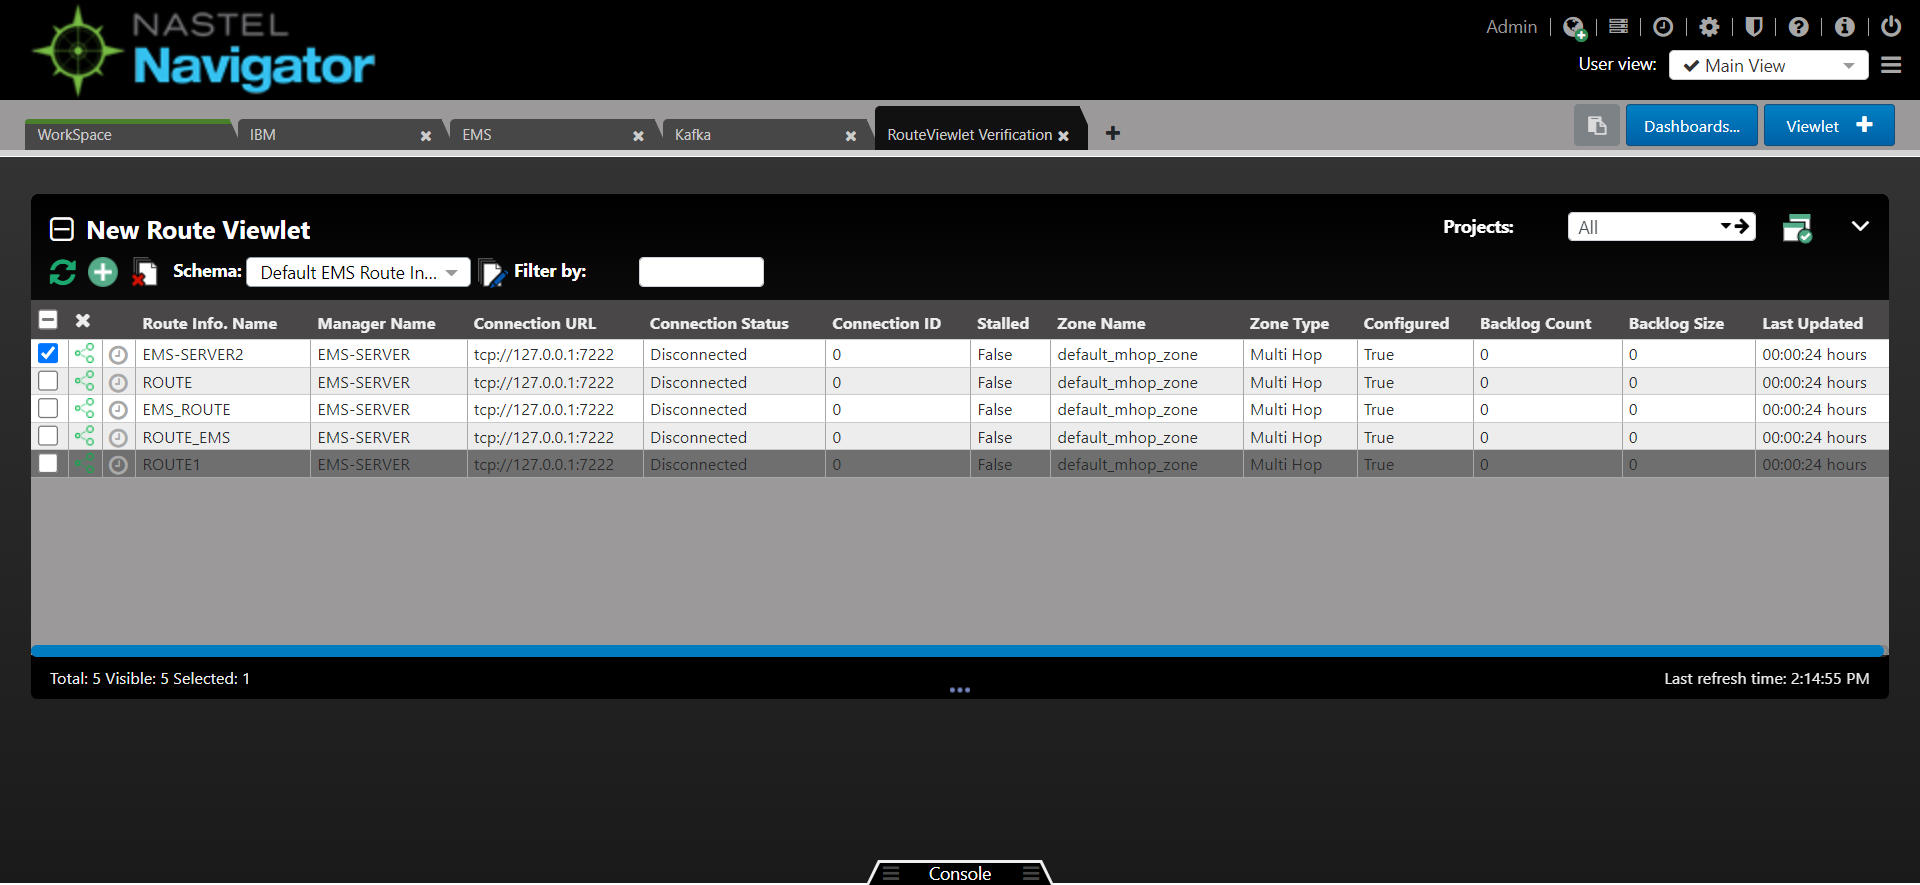 NASTEL
Navigator
Admin
User view: Main View
WorkSpace IBM EMS Kafka RouteViewlet Verification
Dashboards... Viewlet
New Route Viewlet
Projects: All
Schema: Default EMS Route In... Filter by:
Route Info. Name Manager Name Connection URL Connection Status Connection ID Stalled Zone Name Zone Type Configured Backlog Count Backlog Size Last Updated
EMS-SERVER2 EMS-SERVER tcp://127.0.0.1:7222 Disconnected 0 False default_mhop_zone Multi Hop True 0 0 00:00:24 hours
ROUTE EMS-SERVER tcp://127.0.0.1:7222 Disconnected 0 False default_mhop_zone Multi Hop True 0 0 00:00:24 hours
EMS_ROUTE EMS-SERVER tcp://127.0.0.1:7222 Disconnected 0 False default_mhop_zone Multi Hop True 0 0 00:00:24 hours
ROUTE_EMS EMS-SERVER tcp://127.0.0.1:7222 Disconnected 0 False default_mhop_zone Multi Hop True 0 0 00:00:24 hours
ROUTE1 EMS-SERVER tcp://127.0.0.1:7222 Disconnected 0 False default_mhop_zone Multi Hop True 0 0 00:00:24 hours
Total: 5 Visible: 5 Selected: 1
Last refresh time: 2:14:55 PM
Console